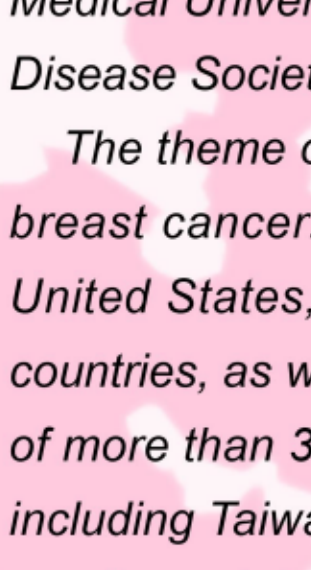 Medical Univer
Disease Societ
The theme o
breast cancer.
United States,
countries, as w
of more than 3
including Taiwa